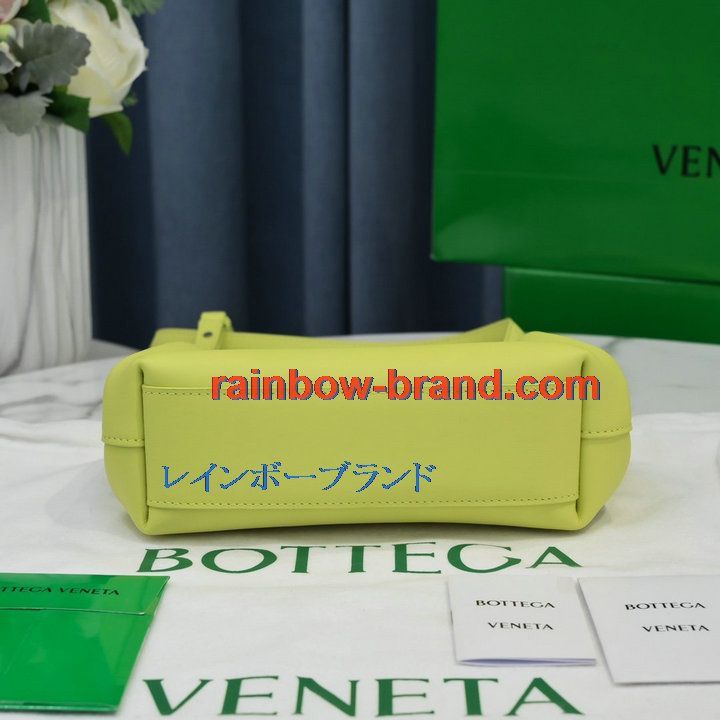 VEN
rainbow-brand.com
レインボーブランド
BOTTEGA
BOTTEGA VENETA
BOTTEGA
VENETA
BOTTEGA
VENETA
VENETA